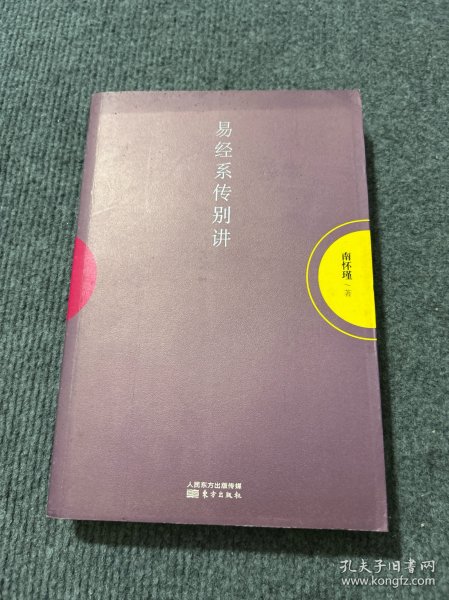 易经系传别讲
南怀瑾／著
人民东方出版传媒
东方出版社
孔夫子旧书网
www.kongfz.com